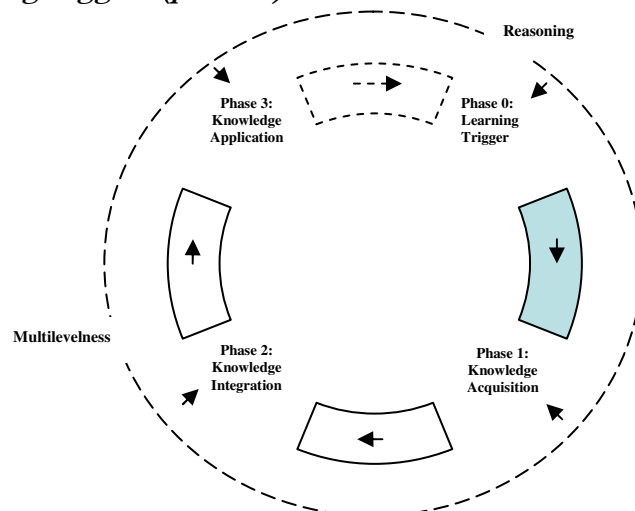 Reasoning
Phase 3:
Knowledge
Application
Phase 0:
Learning
Trigger
Multilevelness
Phase 2:
Knowledge
Integration
Phase 1:
Knowledge
Acquisition